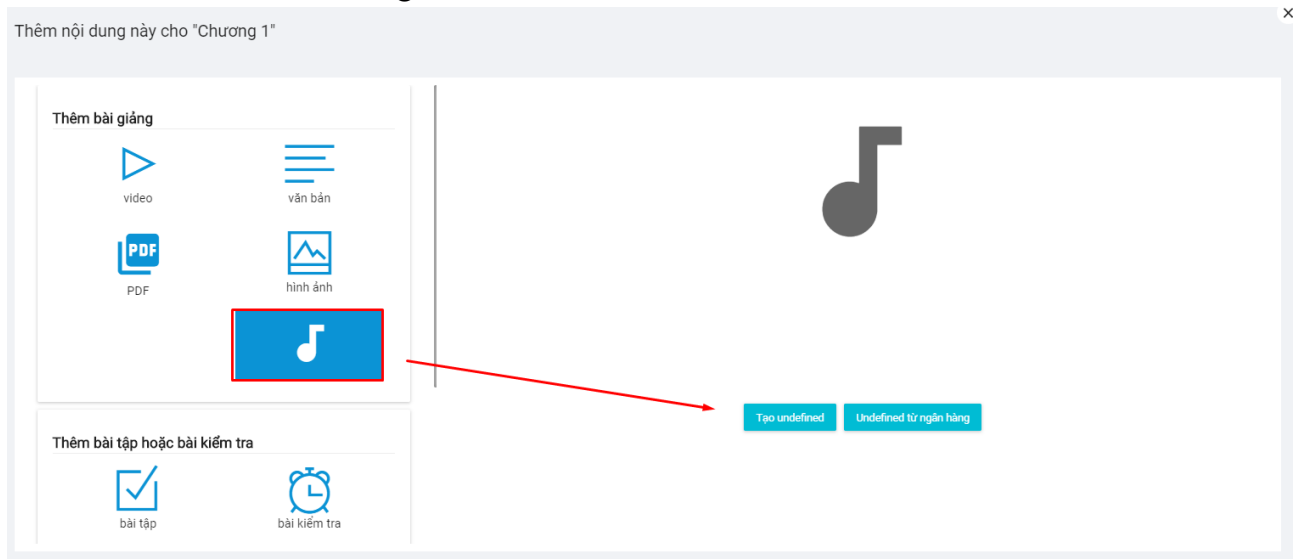 Thêm nội dung này cho "Chương 1"
Thêm bài giảng
video
văn bản
PDF
PDF
hình ảnh
Tạo undefined
Undefined từ ngân hàng
Thêm bài tập hoặc bài kiểm tra
bài tập
bài kiểm tra